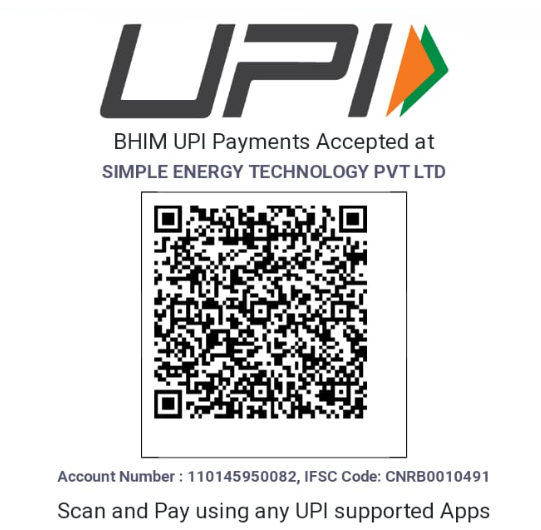 UPI
BHIM UPI Payments Accepted at
SIMPLE ENERGY TECHNOLOGY PVT LTD
Account Number : 110145950082, IFSC Code: CNRB0010491
Scan and Pay using any UPI supported Apps